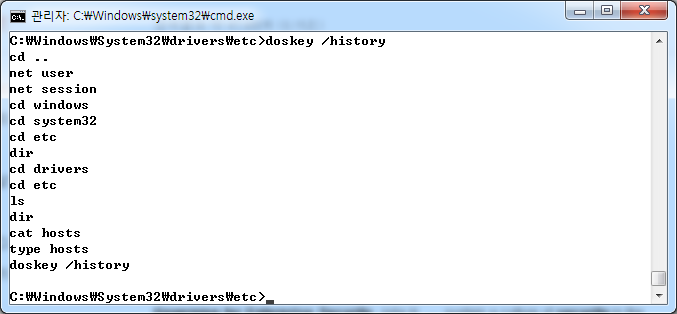 관리자: C:₩Windows₩system32₩cmd.exe
C:₩Windows₩System32₩drivers₩etc>doskey /history
cd ..
net user
net session
cd windows
cd system32
cd etc
dir
cd drivers
cd etc
ls
dir
cat hosts
type hosts
doskey /history
C:₩Windows₩System32₩drivers₩etc>